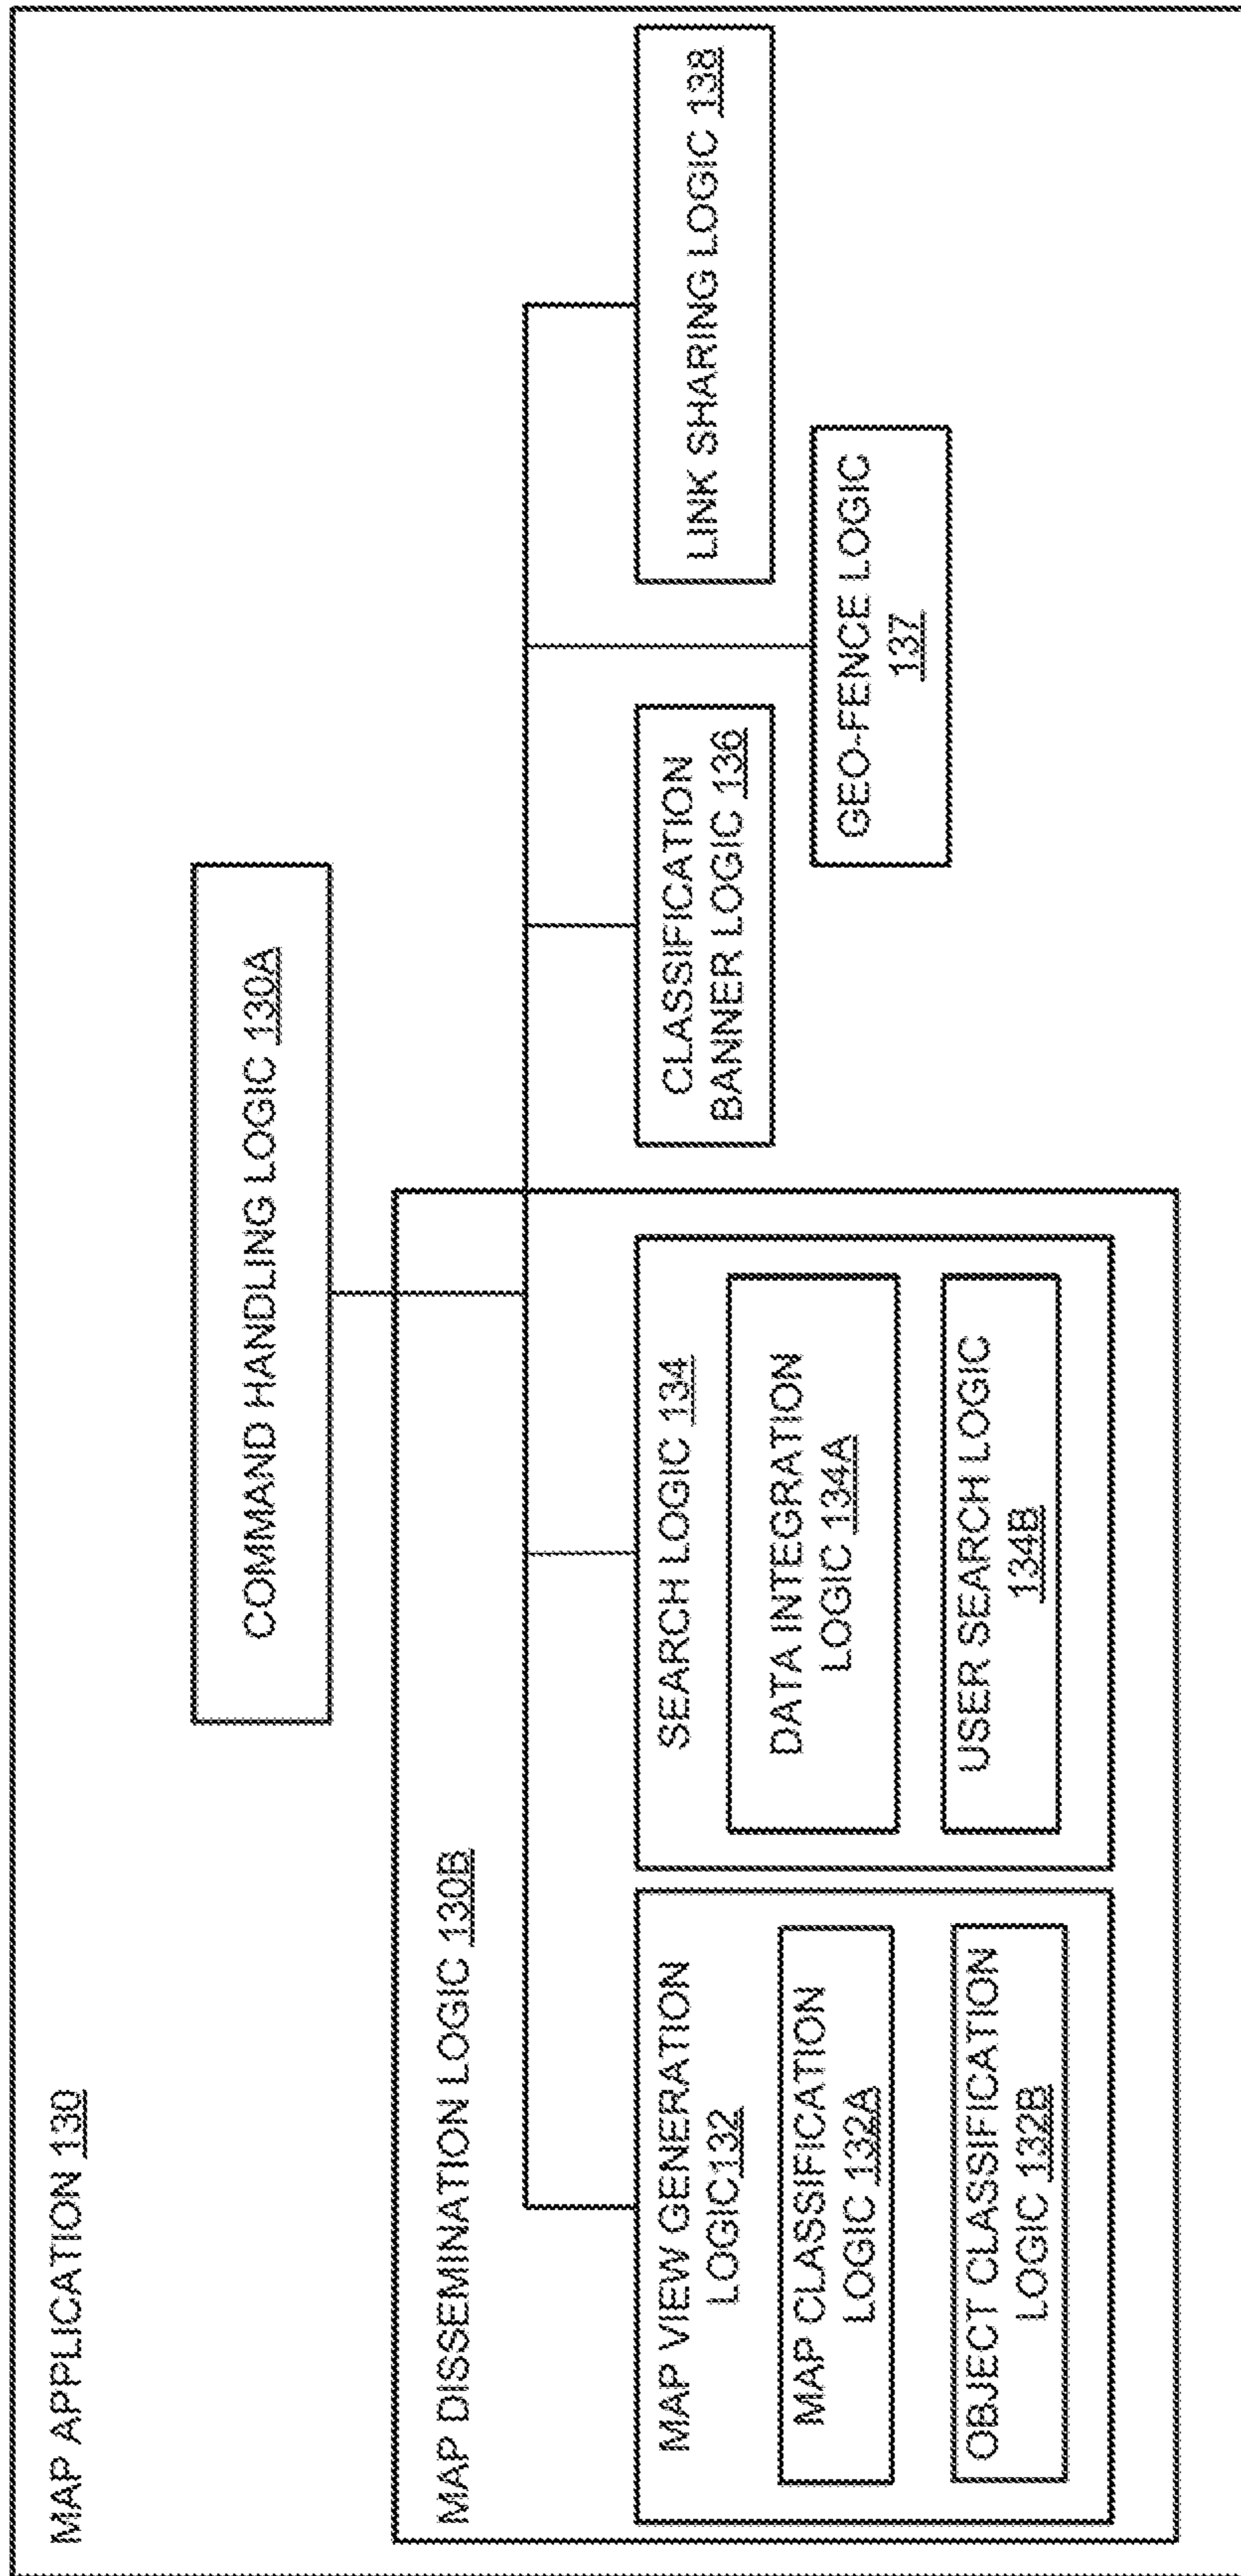 MAP APPLICATION 130
COMMAND HANDLING LOGIC 130A
MAP DISSEMINATION LOGIC 130B
MAP VIEW GENERATION
LOGIC132
MAP CLASSIFICATION
LOGIC 132A
OBJECT CLASSIFICATION
LOGIC 132B
SEARCH LOGIC 134
DATA INTEGRATION
LOGIC 134A
USER SEARCH LOGIC
134B
CLASSIFICATION
BANNER LOGIC 136
GEO-FENCE LOGIC
137
LINK SHARING LOGIC 138